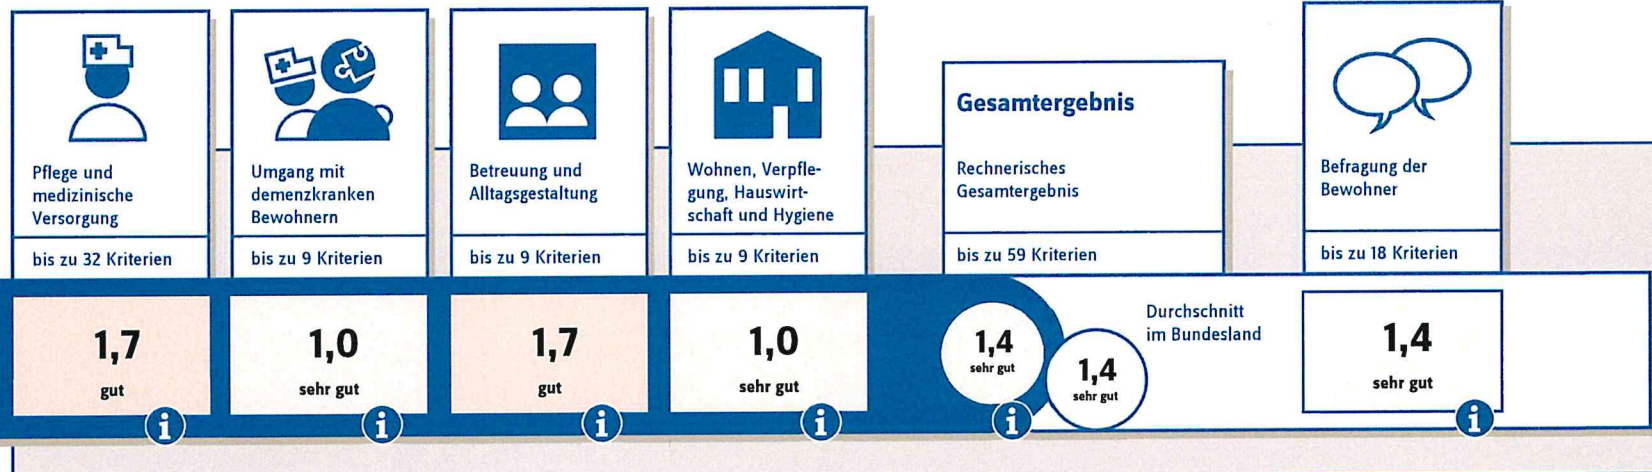 Pflege und
medizinische
Versorgung
bis zu 32 Kriterien
1,7
gut
i
Umgang mit
demenzkranken
Bewohnern
bis zu 9 Kriterien
1,0
sehr gut
i
Betreuung und
Alltagsgestaltung
bis zu 9 Kriterien
1,7
gut
i
Wohnen, Verpfle-
gung, Hauswirt-
schaft und Hygiene
bis zu 9 Kriterien
1,0
sehr gut
i
Gesamtergebnis
Rechnerisches
Gesamtergebnis
bis zu 59 Kriterien
1,4
sehr gut
i
1,4
sehr gut
Durchschnitt
im Bundesland
Befragung der
Bewohner
bis zu 18 Kriterien
1,4
sehr gut
i